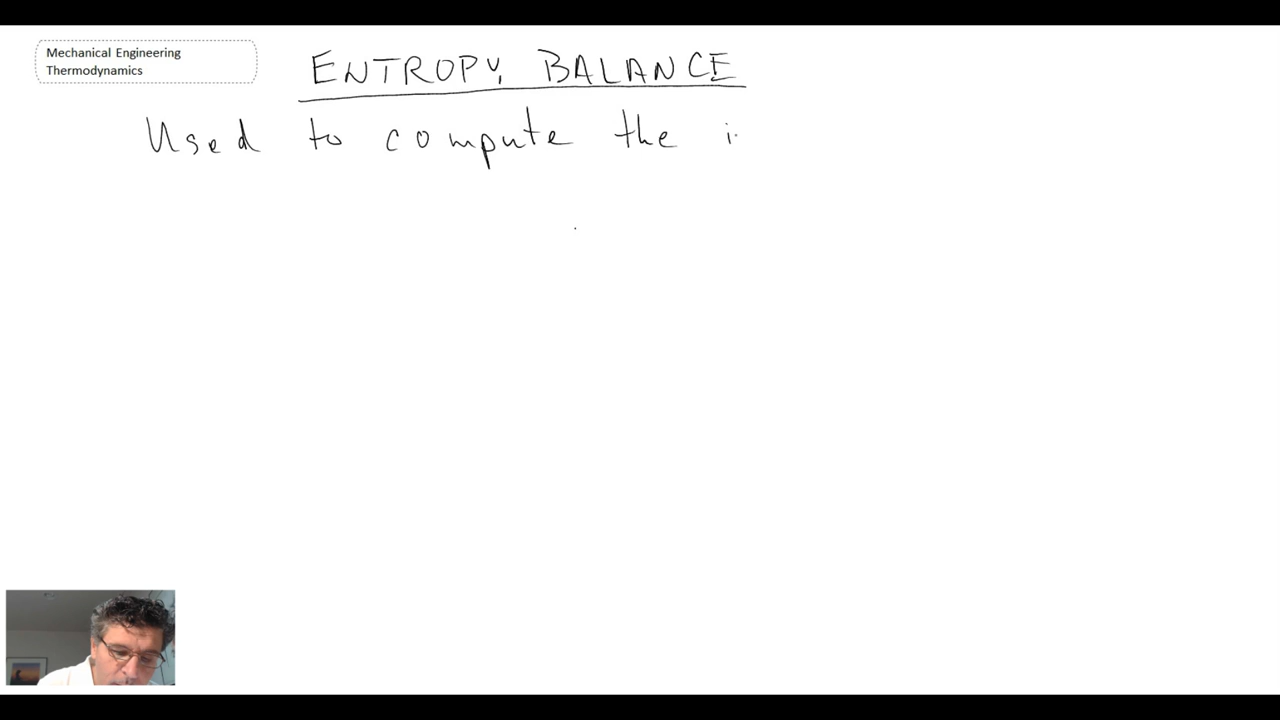 Mechanical Engineering
Thermodynamics
ENTROPY BALANCE
Used to compute the i